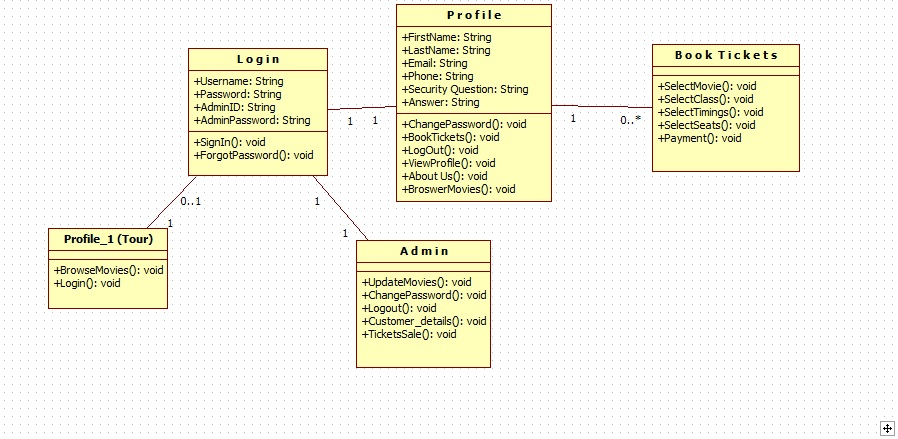 Login
+Username: String
+Password: String
+AdminID: String
+AdminPassword: String
+SignIn(): void
+ForgotPassword(): void
Profile
+FirstName: String
+LastName: String
+Email: String
+Phone: String
+Security Question: String
+Answer: String
+ChangePassword(): void
+BookTickets(): void
+LogOut(): void
+ViewProfile(): void
+About Us(): void
+BroswerMovies(): void
Book Tickets
+SelectMovie(): void
+SelectClass(): void
+SelectTimings(): void
+SelectSeats(): void
+Payment(): void
1
1
1
0..*
0..1
1
1
1
Profile_1 (Tour)
+BrowseMovies(): void
+Login(): void
Admin
+UpdateMovies(): void
+ChangePassword(): void
+Logout(): void
+Customer_details(): void
+TicketsSale(): void